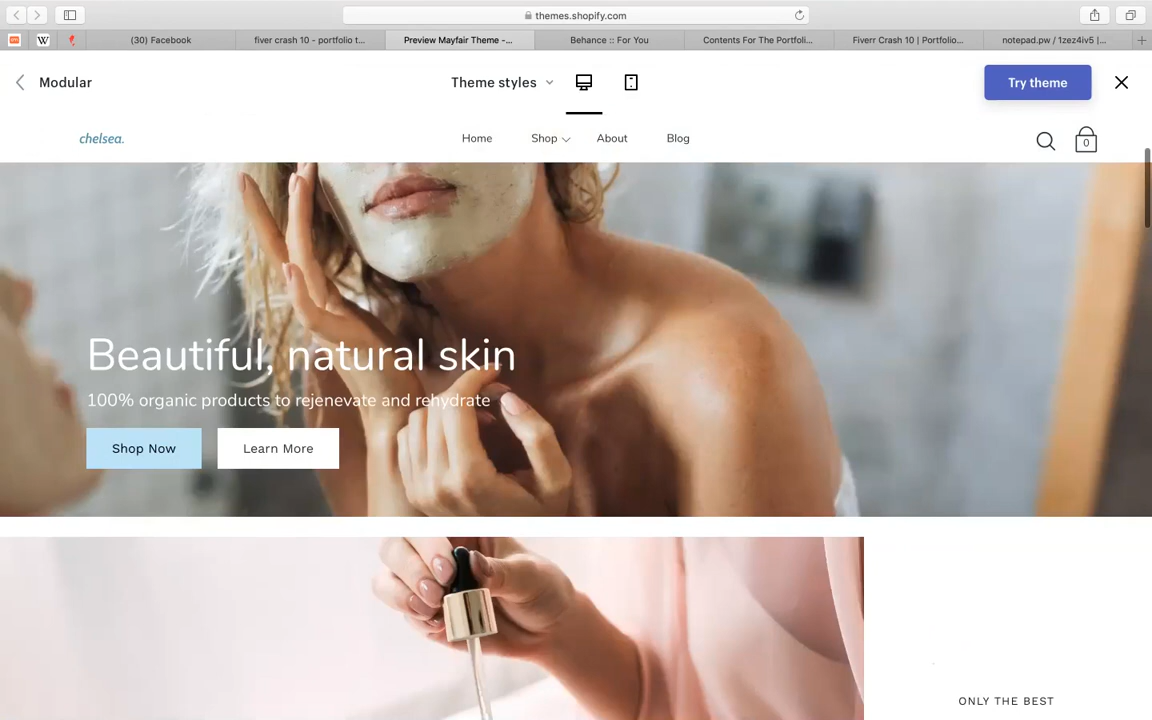 themes.shopify.com
(30) Facebook
fiver crash 10 - portfolio t...
Preview Mayfair Theme -...
Behance :: For You
Contents For The Portfoli...
Fiverr Crash 10 | Portfolio...
notepad.pw / 1zez4iv5 |...
Modular
Theme styles
Try theme
chelsea.
Home
Shop
About
Blog
0
Beautiful, natural skin
100% organic products to rejenevate and rehydrate
Shop Now
Learn More
ONLY THE BEST